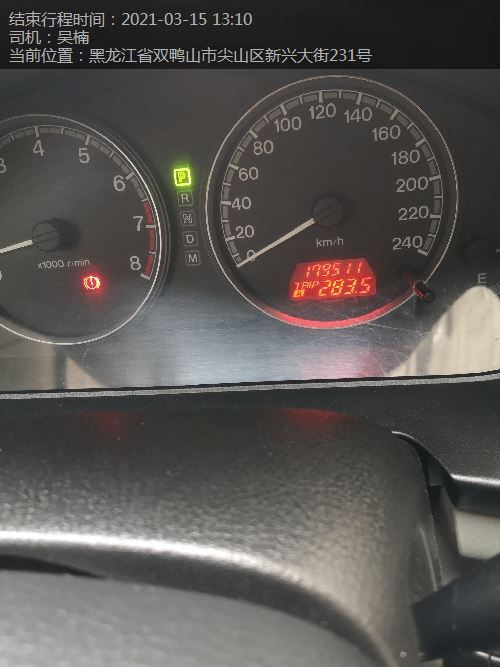 结束行程时间：2021-03-15 13:10
司机：吴楠
当前位置：黑龙江省双鸭山市尖山区新兴大街231号
3 4 5 6 7 8
x1000 r/min
P
R
N
D
M
0 20 40 60 80 100 120 140 160 180 200 220 240
km/h
179511
TRIP A 283.5
E